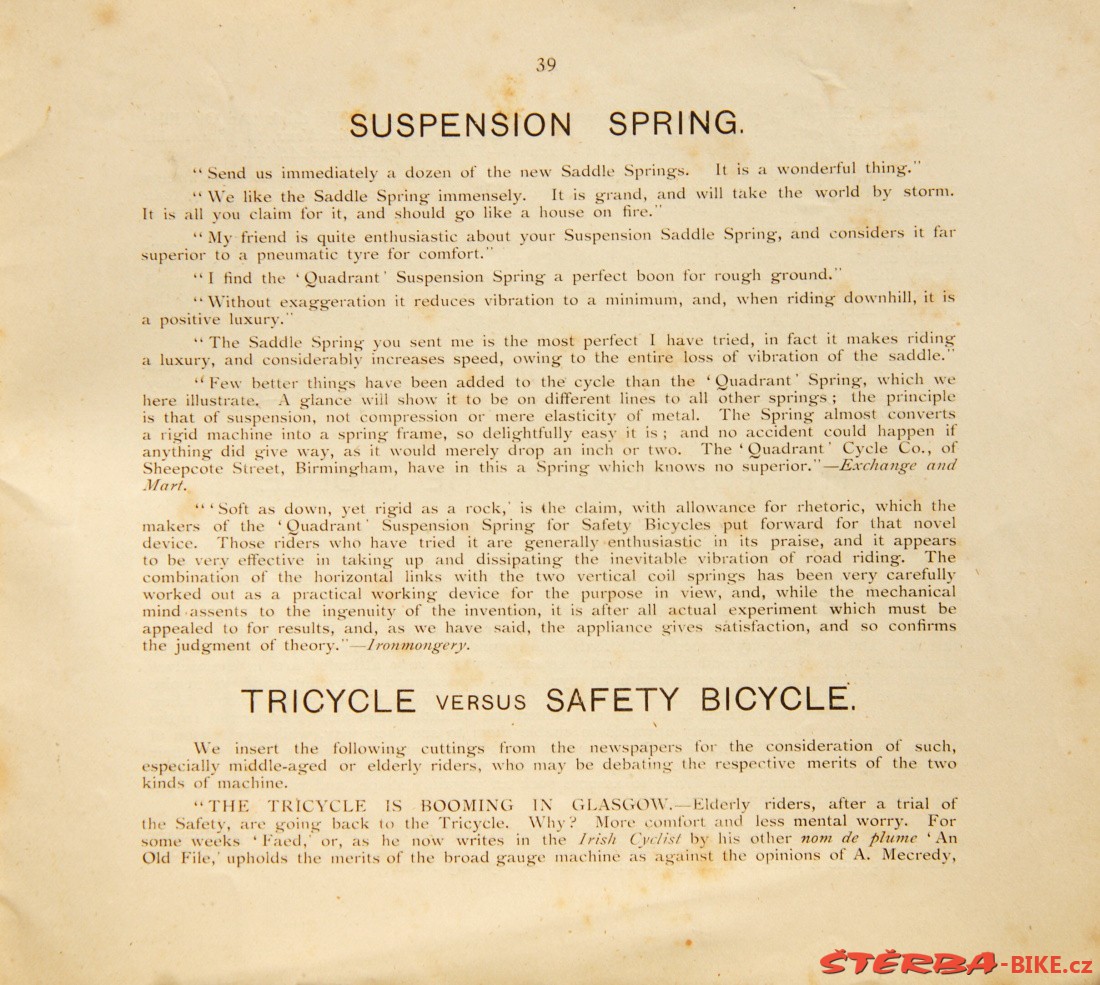 39
SUSPENSION SPRING.
"Send us immediately a dozen of the new Saddle Springs. It is a wonderful thing."
"We like the Saddle Spring immensely. It is grand, and will take the world by storm.
It is all you claim for it, and should go like a house on fire."
"My friend is quite enthusiastic about your Suspension Saddle Spring, and considers it far
superior to a pneumatic tyre for comfort."
"I find the 'Quadrant' Suspension Spring a perfect boon for rough ground."
"Without exaggeration it reduces vibration to a minimum, and, when riding downhill, it is
a positive luxury."
"The Saddle Spring you sent me is the most perfect I have tried, in fact it makes riding
a luxury, and considerably increases speed, owing to the entire loss of vibration of the saddle."
"Few better things have been added to the cycle than the 'Quadrant' Spring, which we
here illustrate. A glance will show it to be on different lines to all other springs; the principle
is that of suspension, not compression or mere elasticity of metal. The Spring almost converts
a rigid machine into a spring frame, so delightfully easy it is; and no accident could happen if
anything did give way, as it would merely drop an inch or two. The 'Quadrant' Cycle Co., of
Sheepcote Street, Birmingham, have in this a Spring which knows no superior."—Exchange and
Mart.
"'Soft as down, yet rigid as a rock,' is the claim, with allowance for rhetoric, which the
makers of the 'Quadrant' Suspension Spring for Safety Bicycles put forward for that novel
device. Those riders who have tried it are generally enthusiastic in its praise, and it appears
to be very effective in taking up and dissipating the inevitable vibration of road riding. The
combination of the horizontal links with the two vertical coil springs has been very carefully
worked out as a practical working device for the purpose in view, and, while the mechanical
mind assents to the ingenuity of the invention, it is after all actual experiment which must be
appealed to for results, and, as we have said, the appliance gives satisfaction, and so confirms
the judgment of theory."—Ironmongery.
TRICYCLE VERSUS SAFETY BICYCLE.
We insert the following cuttings from the newspapers for the consideration of such,
especially middle-aged or elderly riders, who may be debating the respective merits of the two
kinds of machine.
"THE TRICYCLE IS BOOMING IN GLASGOW.—Elderly riders, after a trial of
the Safety, are going back to the Tricycle. Why? More comfort and less mental worry. For
some weeks 'Faed,' or, as he now writes in the Irish Cyclist by his other nom de plume 'An
Old File,' upholds the merits of the broad gauge machine as against the opinions of A. Mecredy,
ŠTĚRBA-BIKE.cz